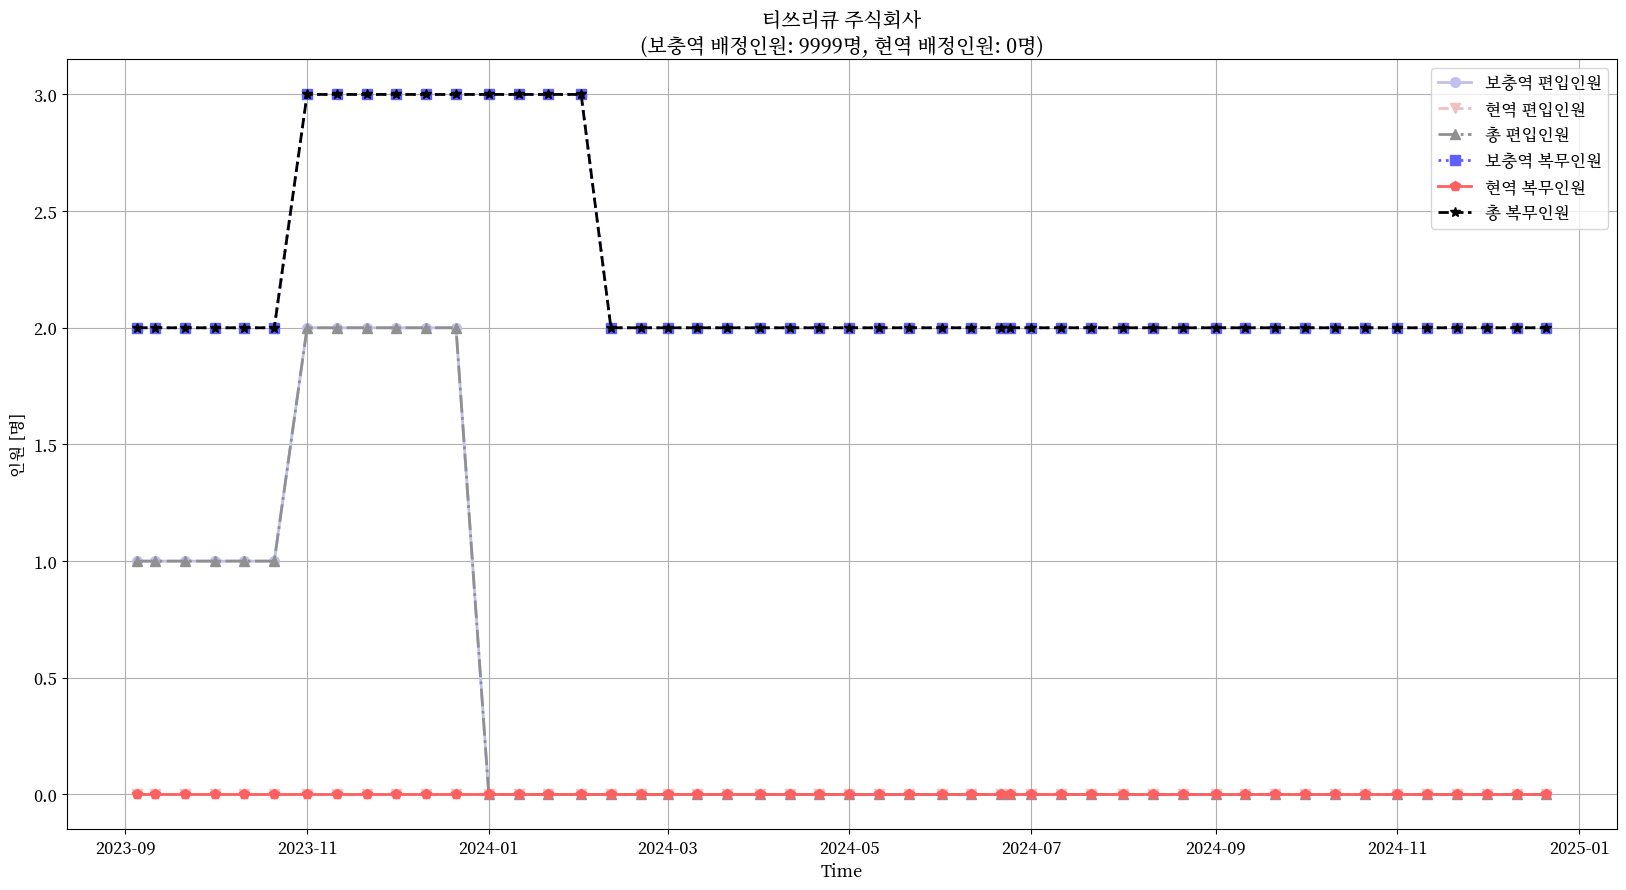 티쓰리큐 주식회사
(보충역 배정인원: 9999명, 현역 배정인원: 0명)
보충역 편입인원
현역 편입인원
총 편입인원
보충역 복무인원
현역 복무인원
총 복무인원
3.0
2.5
2.0
1.5
1.0
0.5
0.0
인원 [명]
2023-09
2023-11
2024-01
2024-03
2024-05
2024-07
2024-09
2024-11
2025-01
Time